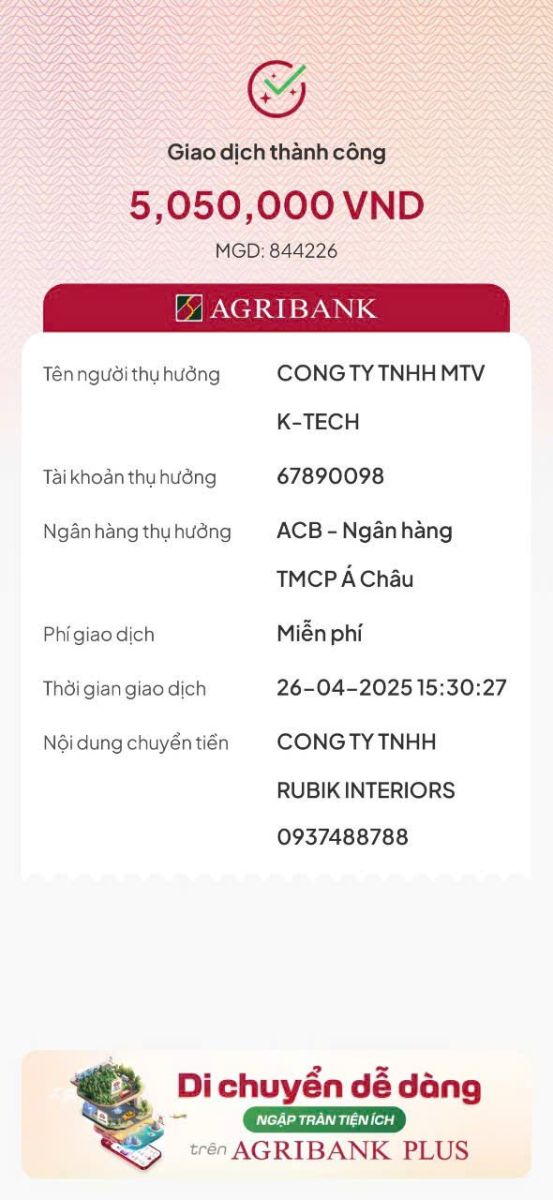 Giao dịch thành công
5,050,000 VND
MGD: 844226
AGRIBANK
Tên người thụ hưởng CONG TY TNHH MTV
K-TECH
Tài khoản thụ hưởng 67890098
Ngân hàng thụ hưởng ACB - Ngân hàng
TMCP Á Châu
Phí giao dịch Miễn phí
Thời gian giao dịch 26-04-2025 15:30:27
Nội dung chuyển tiền CONG TY TNHH
RUBIK INTERIORS
0937488788
Di chuyển dễ dàng
NGẬP TRÀN TIỆN ÍCH
trên AGRIBANK PLUS